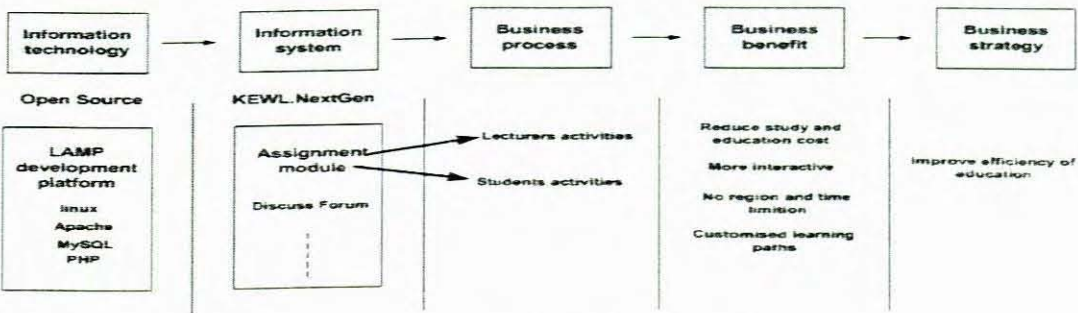 Information
technology
Information
system
Business
process
Business
benefit
Business
strategy
Open Source
LAMP
development
platform
linux
Apache
MySQL
PHP
KEWL.NextGen
Assignment
module
Discuss Forum
Lecturers activities
Students activities
Reduce study and
education cost
More interactive
No region and time
limition
Customised learning
paths
Improve efficiency of
education